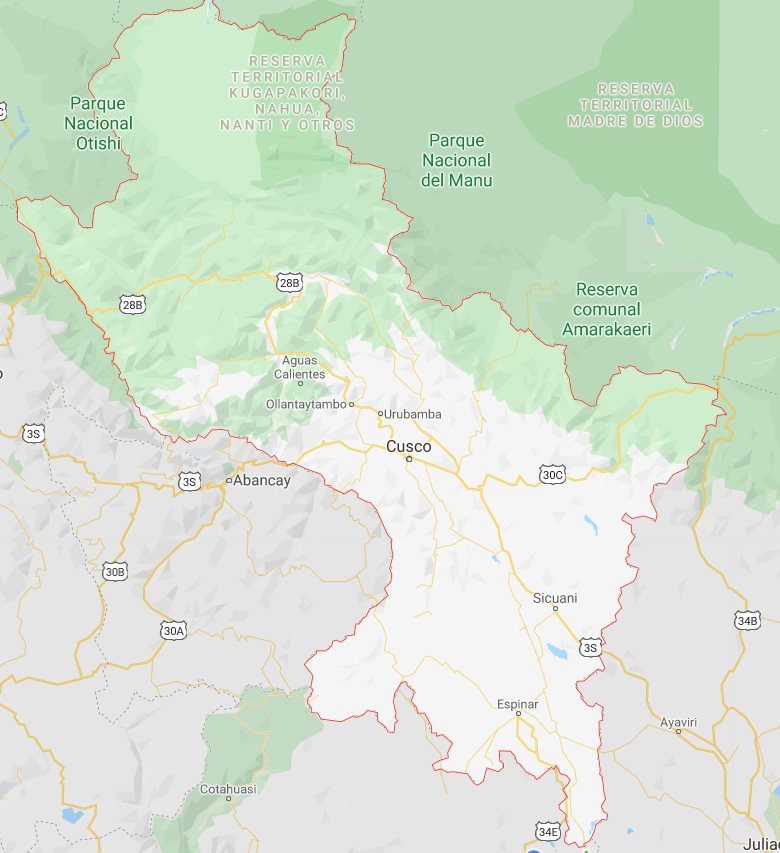 RESERVA
TERRITORIAL
KUGAPAKORI,
NAHUA,
NANTI Y OTROS
RESERVA
TERRITORIAL
MADRE DE DIOS
Parque
Nacional
Otishi
Parque
Nacional
del Manu
28B
28B
Reserva
comunal
Amarakaeri
Aguas
Calientes
Ollantaytambo
Urubamba
3S
Cusco
3S
Abancay
30C
30B
Sicuani
30A
34B
3S
Espinar
Ayaviri
Cotahuasi
34E
Julia